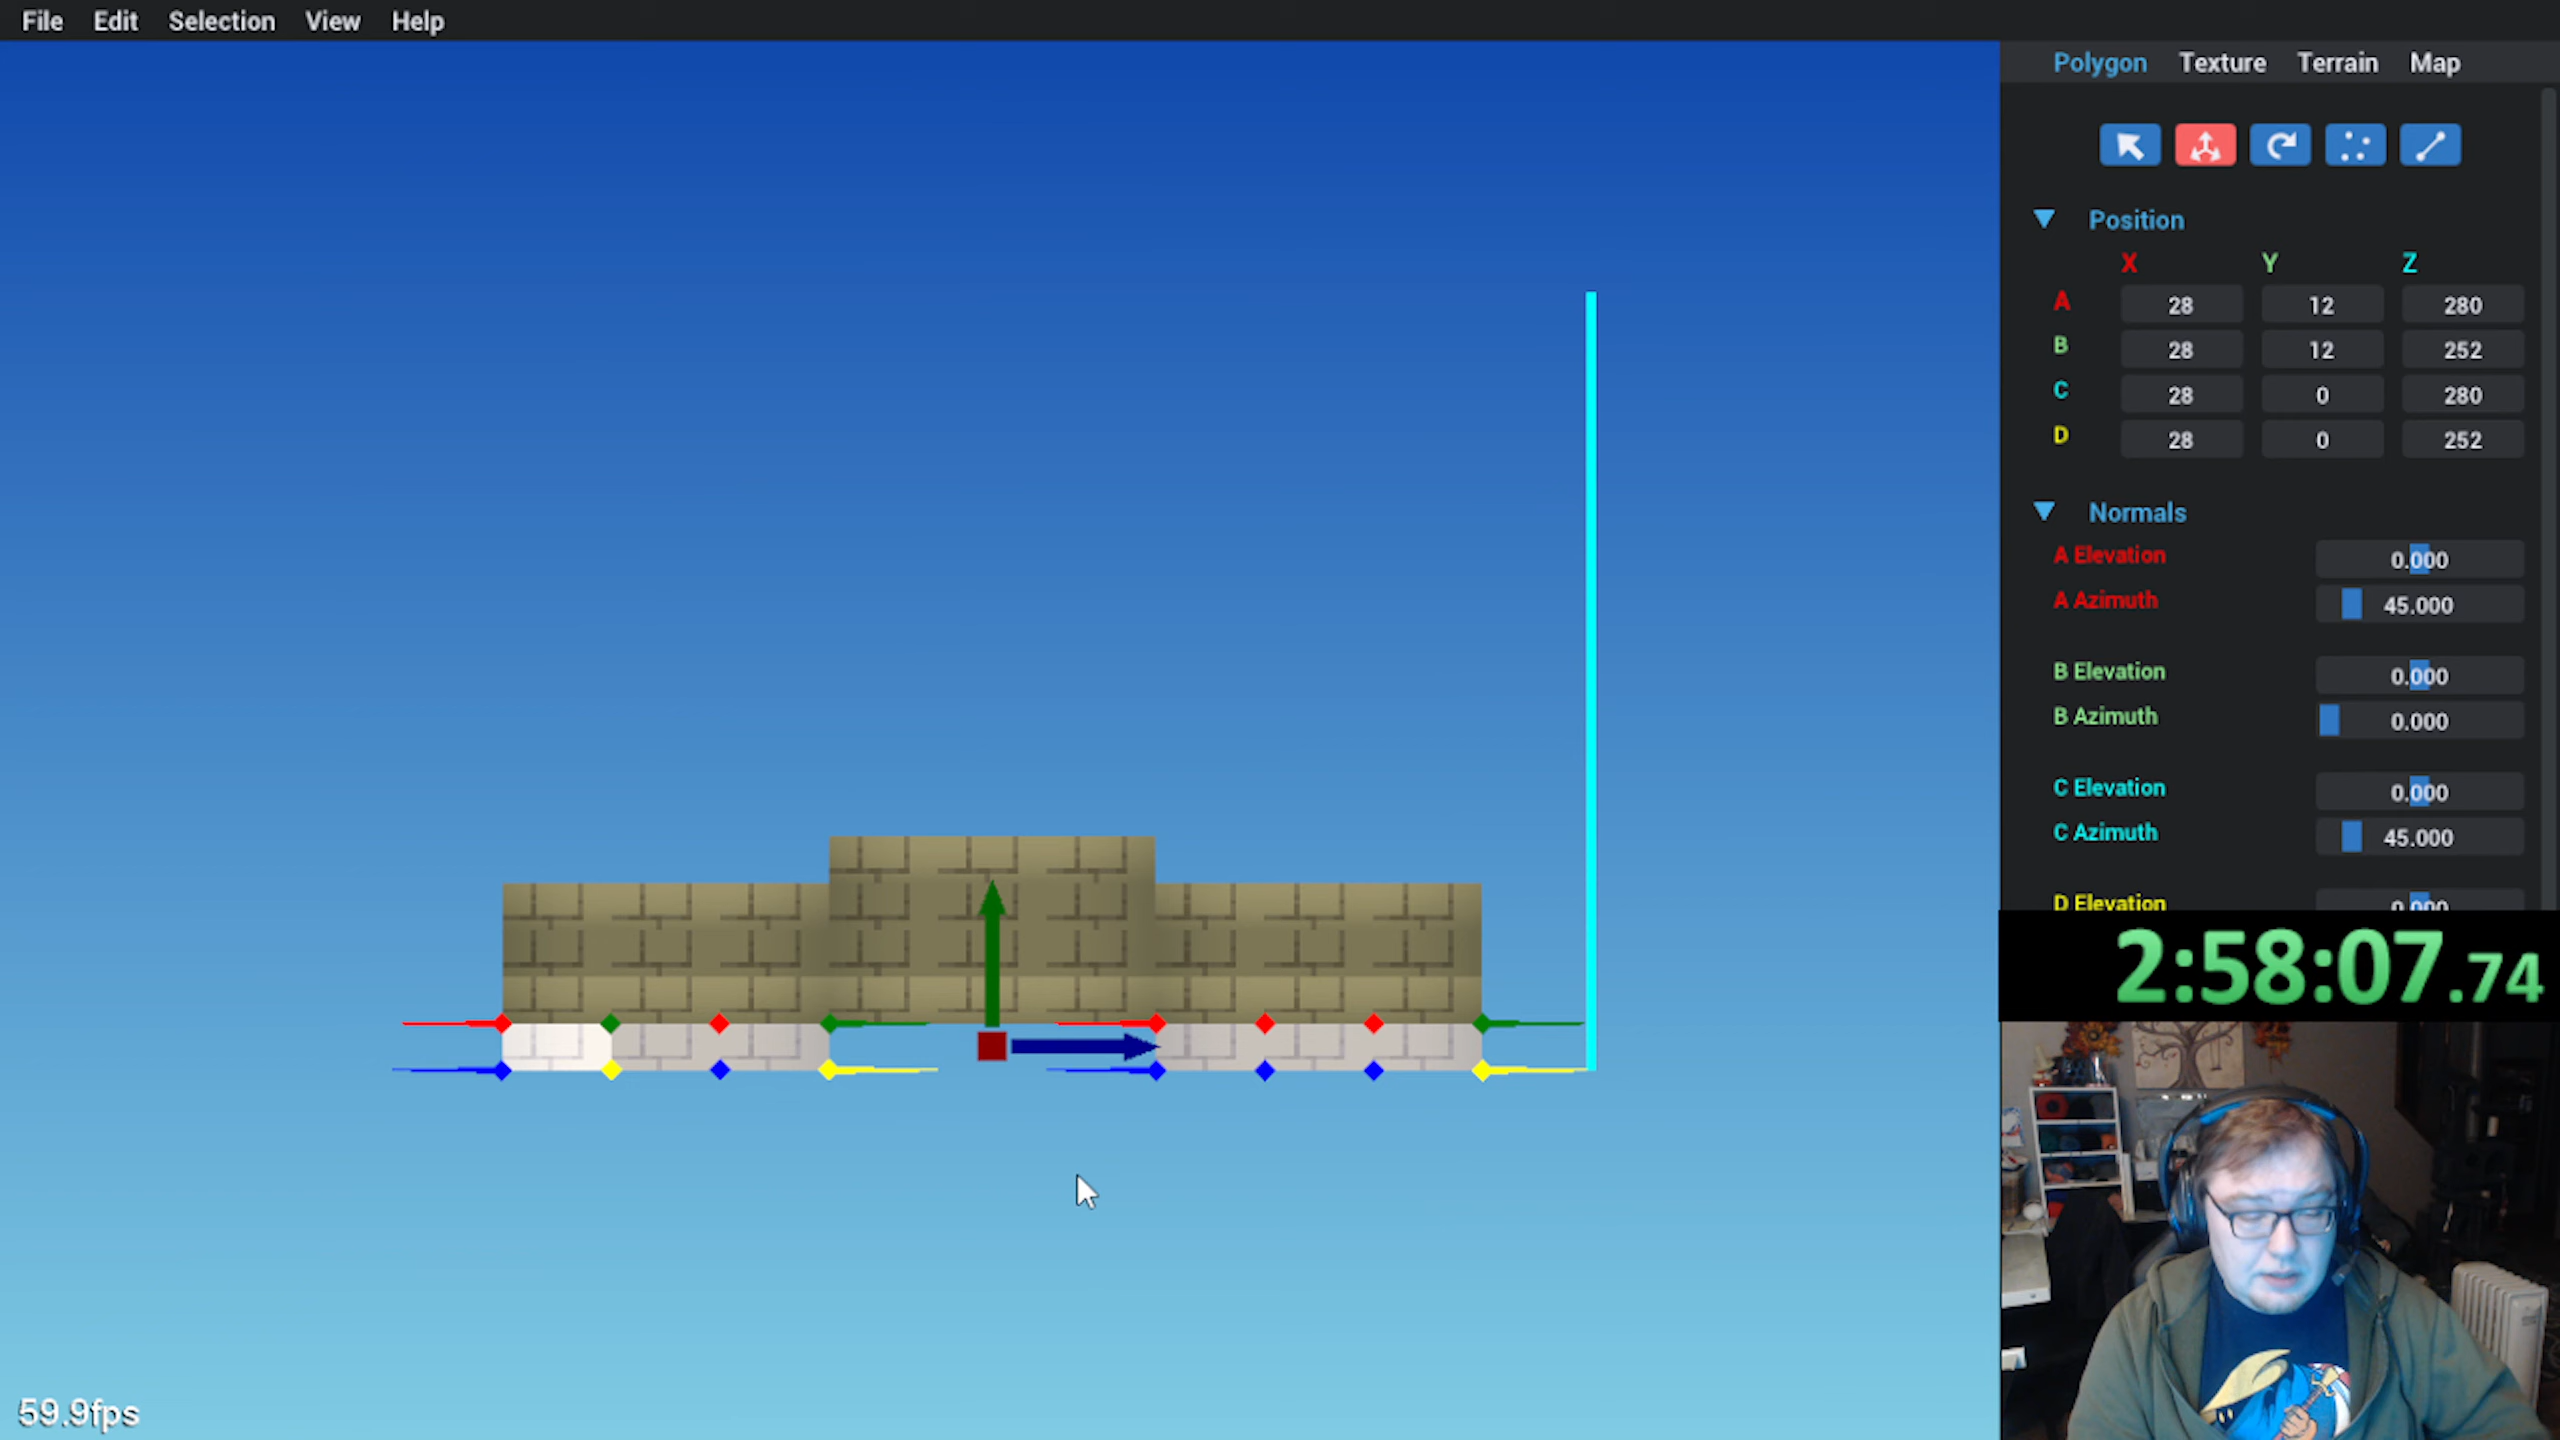 File Edit Selection View Help
Polygon Texture Terrain Map
Position
X Y Z
A 28 12 280
B 28 12 252
C 28 0 280
D 28 0 252
Normals
A Elevation 0.000
A Azimuth 45.000
B Elevation 0.000
B Azimuth 0.000
C Elevation 0.000
C Azimuth 45.000
D Elevation 0.000
2:58:07.74
59.9fps